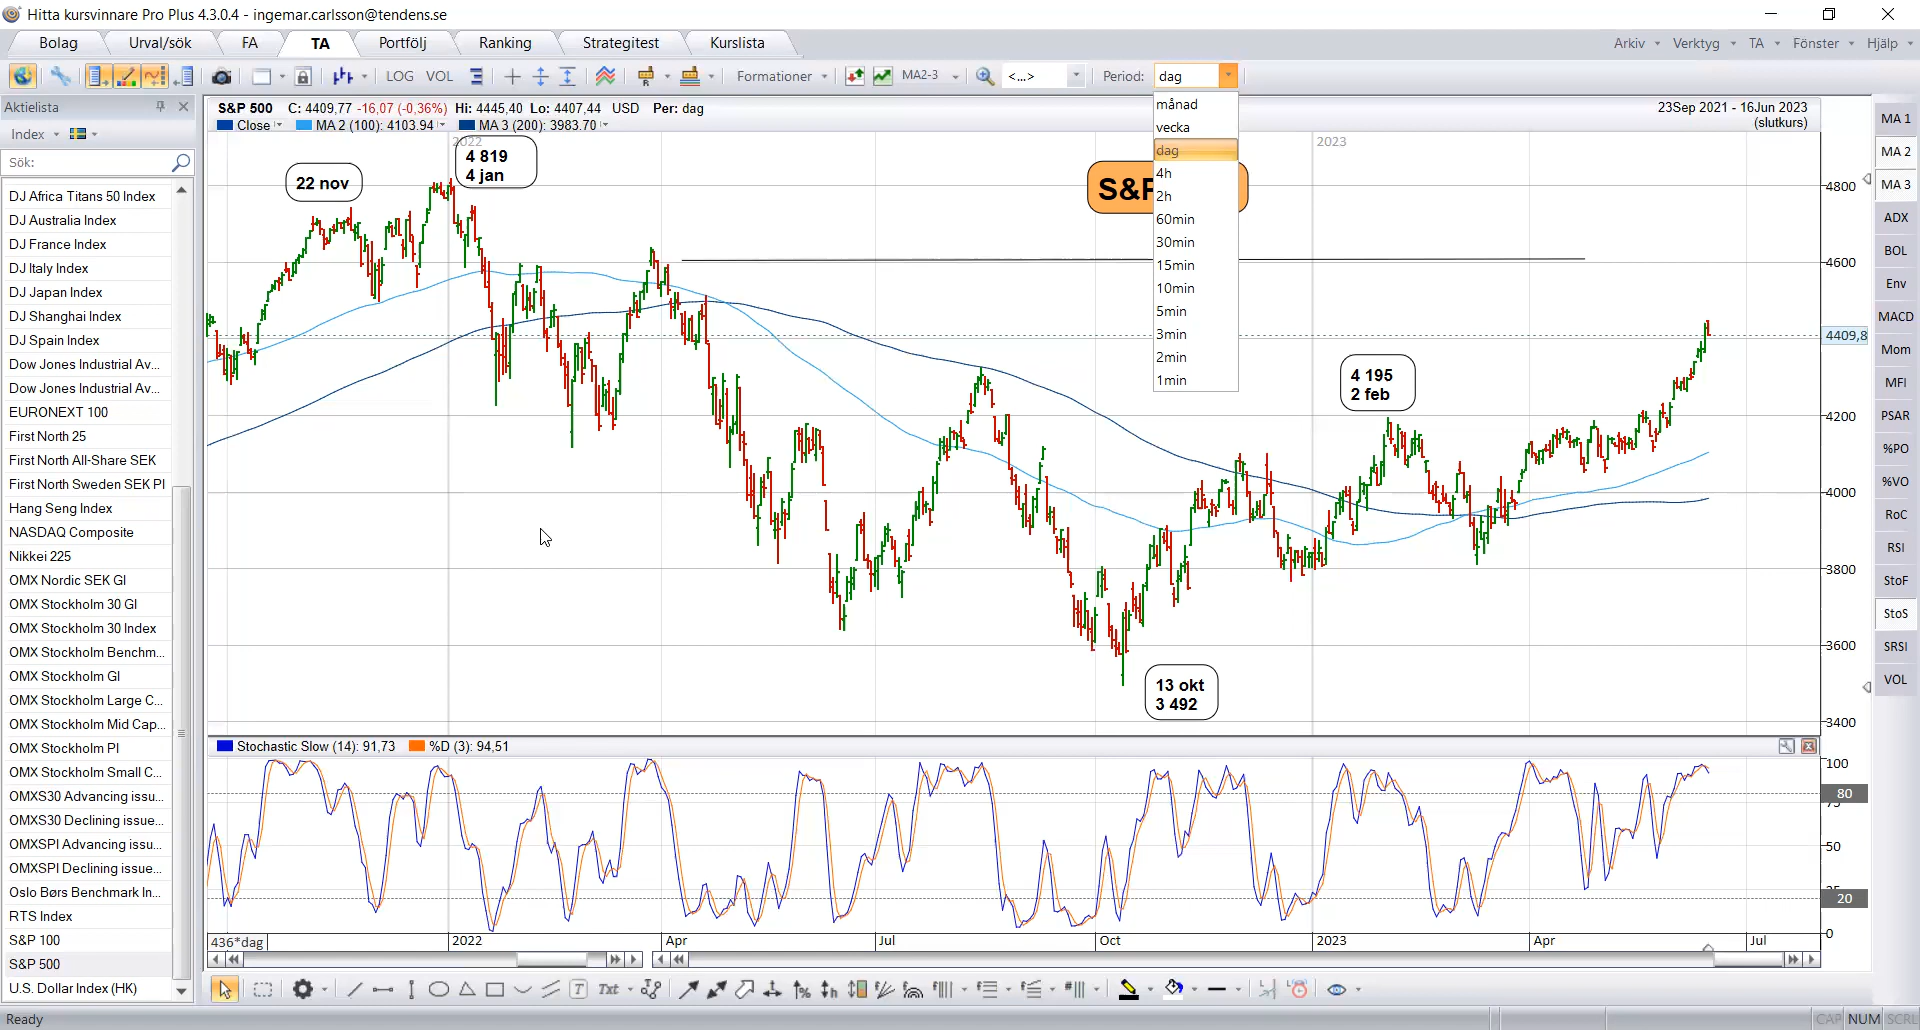 Hitta kursvinnare Pro Plus 4.3.0.4 - ingemar.carlsson@tendens.se
Bolag Urval/sök FA TA Portfölj Ranking Strategitest Kurslista Arkiv Verktyg TA Fönster Hjälp
LOG VOL Formationer MA2-3 <...> Period: dag
Aktielista
Index
Sök:
DJ Africa Titans 50 Index
DJ Australia Index
DJ France Index
DJ Italy Index
DJ Japan Index
DJ Shanghai Index
DJ Spain Index
Dow Jones Industrial Av...
Dow Jones Industrial Av...
EURONEXT 100
First North 25
First North All-Share SEK
First North Sweden SEK PI
Hang Seng Index
NASDAQ Composite
Nikkei 225
OMX Nordic SEK GI
OMX Stockholm 30 GI
OMX Stockholm 30 Index
OMX Stockholm Benchm...
OMX Stockholm GI
OMX Stockholm Large C...
OMX Stockholm Mid Cap...
OMX Stockholm PI
OMX Stockholm Small C...
OMXS30 Advancing issu...
OMXS30 Declining issue...
OMXSPI Advancing issu...
OMXSPI Declining issue...
Oslo Børs Benchmark In...
RTS Index
S&P 100
S&P 500
U.S. Dollar Index (HK)
S&P 500 C: 4409,77 -16,07 (-0,36%) Hi: 4445,40 Lo: 4407,44 USD Per: dag
Close MA 2 (100): 4103.94 MA 3 (200): 3983.70
23Sep 2021 - 16Jun 2023
(slutkurs)
månad
vecka
dag
4h
2h
60min
30min
15min
10min
5min
3min
2min
1min
2022
2023
22 nov
4 819
4 jan
S&P
4 195
2 feb
13 okt
3 492
4800
4600
4409,8
4200
4000
3800
3600
3400
Stochastic Slow (14): 91,73 %D (3): 94,51
100
80
50
20
0
436*dag 2022 Apr Jul Oct 2023 Apr Jul
MA 1
MA 2
MA 3
ADX
BOL
Env
MACD
Mom
MFI
PSAR
%PO
%VO
RoC
RSI
StoF
StoS
SRSI
VOL
T Txt
Ready CAP NUM SCRL